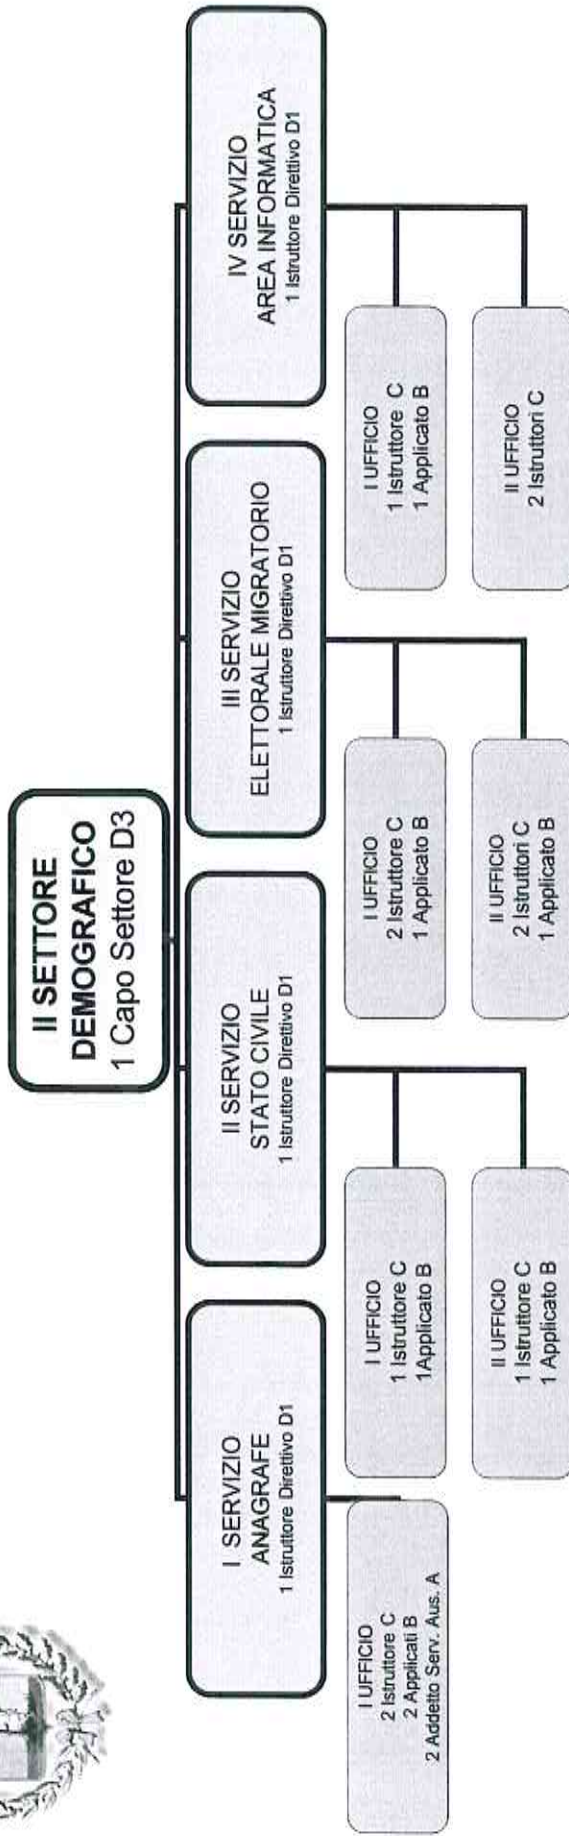 II SETTORE
DEMOGRAFICO
1 Capo Settore D3
I SERVIZIO
ANAGRAFE
1 Istruttore Direttivo D1
I UFFICIO
2 Istruttore C
2 Applicati B
2 Addetto Serv. Aus. A
II SERVIZIO
STATO CIVILE
1 Istruttore Direttivo D1
I UFFICIO
1 Istruttore C
1Applicato B
II UFFICIO
1 Istruttore C
1 Applicato B
III SERVIZIO
ELETTORALE MIGRATORIO
1 Istruttore Direttivo D1
I UFFICIO
2 Istruttore C
1 Applicato B
II UFFICIO
2 Istruttori C
1 Applicato B
IV SERVIZIO
AREA INFORMATICA
1 Istruttore Direttivo D1
I UFFICIO
1 Istruttore C
1 Applicato B
II UFFICIO
2 Istruttori C